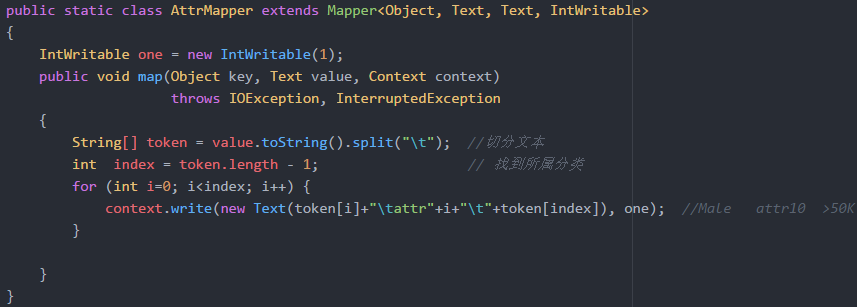 public static class AttrMapper extends Mapper<Object, Text, Text, IntWritable>
{
    IntWritable one = new IntWritable(1);
    public void map(Object key, Text value, Context context)
                    throws IOException, InterruptedException
    {
        String[] token = value.toString().split("\t");  //切分文本
        int  index = token.length - 1;                  // 找到所属分类
        for (int i=0; i<index; i++) {
            context.write(new Text(token[i]+"\tattr"+i+"\t"+token[index]), one);  //Male   attr10  >50K
        }

    }
}